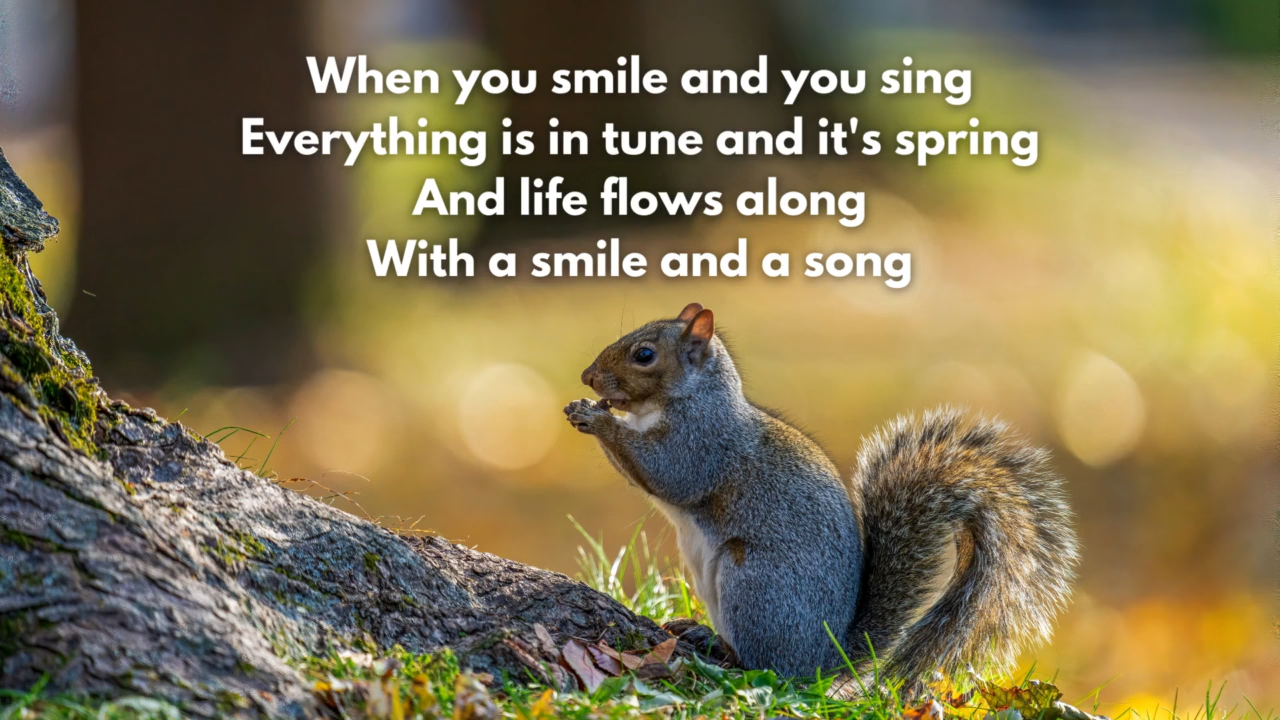 When you smile and you sing
Everything is in tune and it's spring
And life flows along
With a smile and a song